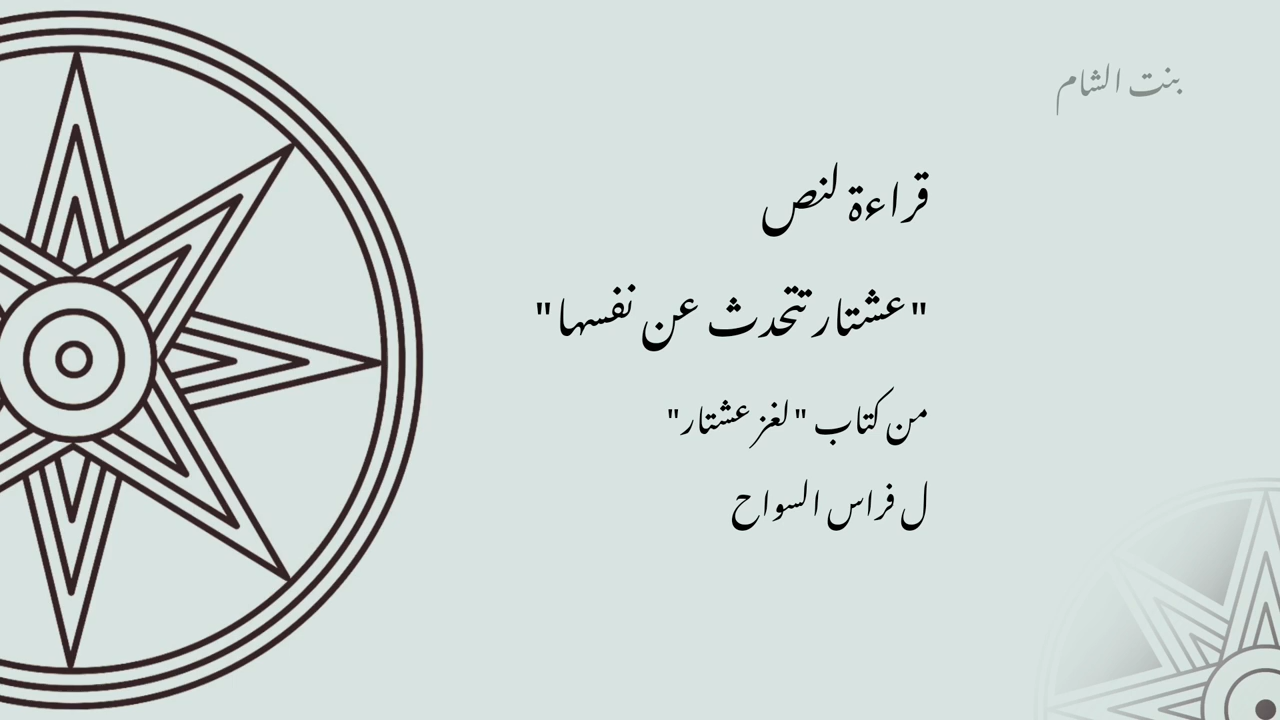 بنت الشام
قراءة لنص
"عشتار تتحدث عن نفسها"
من كتاب "لغز عشتار"
ل فراس السواح